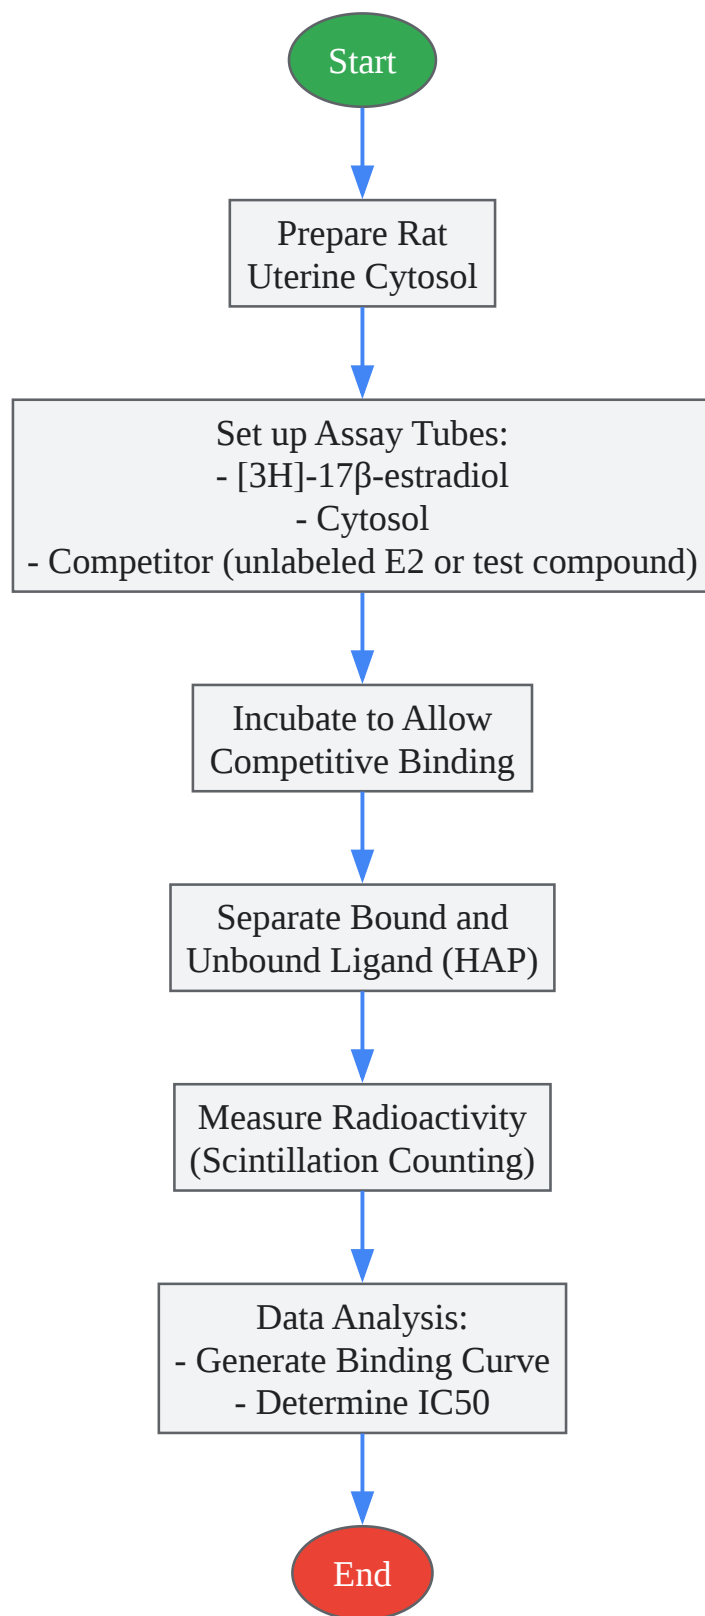 Start
Prepare Rat
Uterine Cytosol
Set up Assay Tubes:
- [3H]-17β-estradiol
- Cytosol
- Competitor (unlabeled E2 or test compound)
Incubate to Allow
Competitive Binding
Separate Bound and
Unbound Ligand (HAP)
Measure Radioactivity
(Scintillation Counting)
Data Analysis:
- Generate Binding Curve
- Determine IC50
End